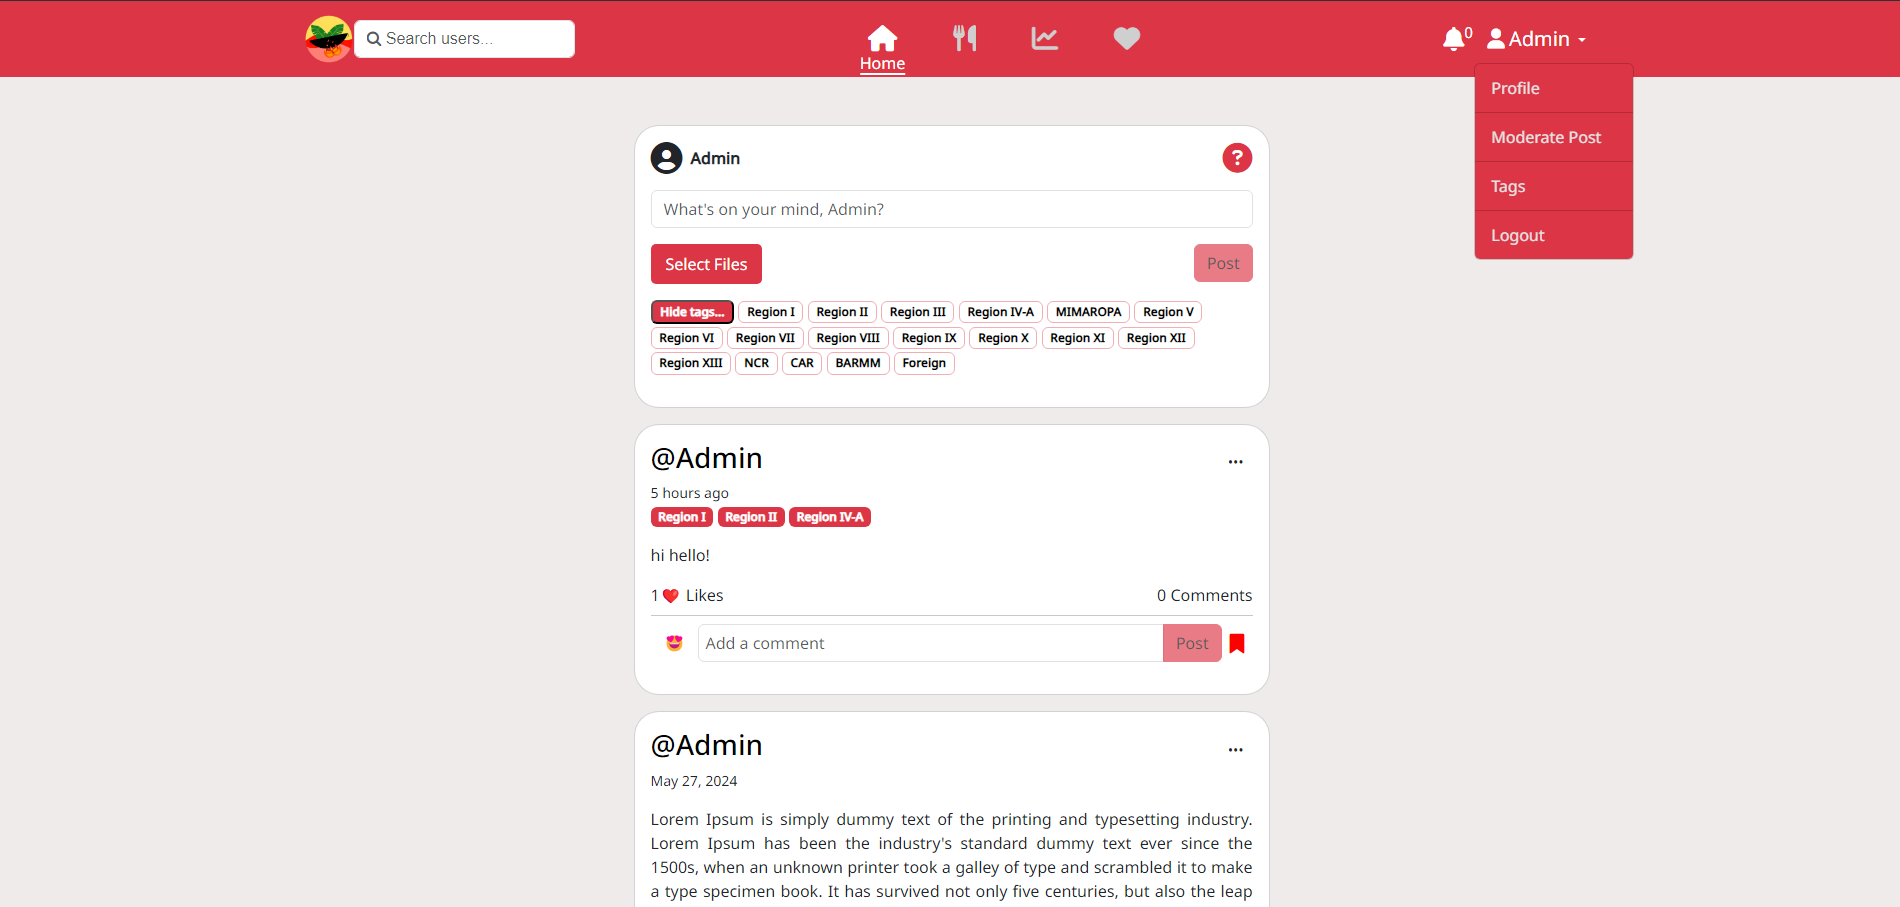 Search users...
Home
0
Admin
Profile
Moderate Post
Tags
Logout
Admin
?
What's on your mind, Admin?
Select Files
Post
Hide tags... Region I Region II Region III Region IV-A MIMAROPA Region V
Region VI Region VII Region VIII Region IX Region X Region XI Region XII
Region XIII NCR CAR BARMM Foreign
@Admin
...
5 hours ago
Region I Region II Region IV-A
hi hello!
1 Likes
0 Comments
Add a comment
Post
@Admin
...
May 27, 2024
Lorem Ipsum is simply dummy text of the printing and typesetting industry.
Lorem Ipsum has been the industry's standard dummy text ever since the
1500s, when an unknown printer took a galley of type and scrambled it to make
a type specimen book. It has survived not only five centuries, but also the leap